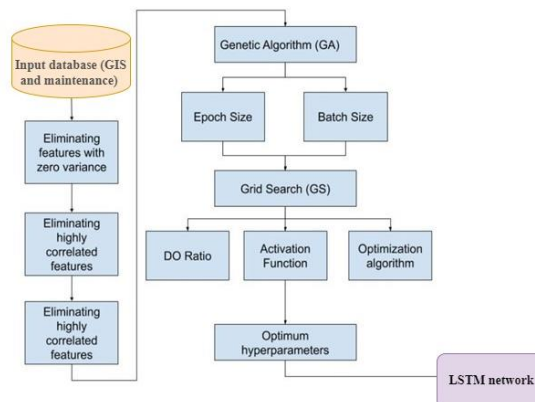 Input database (GIS
and maintenance)
Eliminating
features with
zero variance
Eliminating
highly
correlated
features
Eliminating
highly
correlated
features
Genetic Algorithm (GA)
Epoch Size
Batch Size
Grid Search (GS)
DO Ratio
Activation
Function
Optimization
algorithm
Optimum
hyperparameters
LSTM network